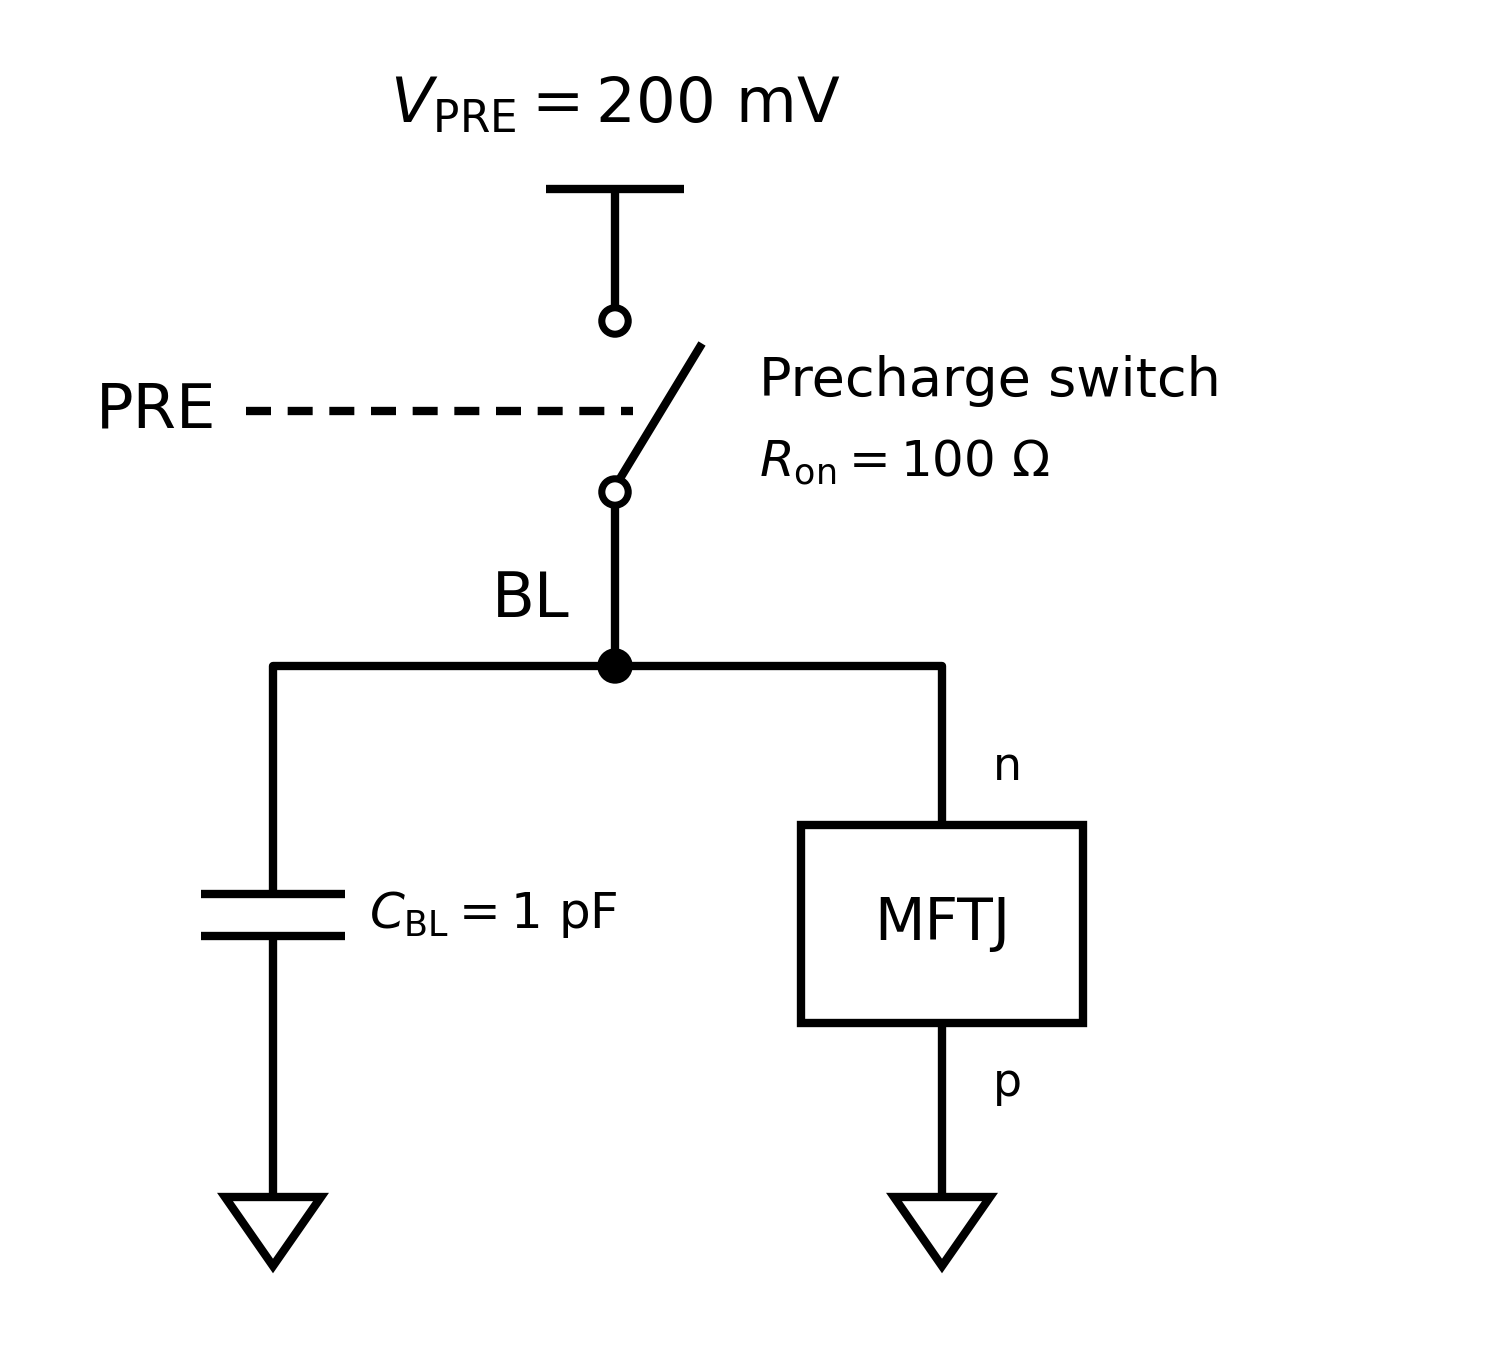 V_PRE = 200 mV
Precharge switch
PRE
R_on = 100 Ω
BL
n
C_BL = 1 pF
MFTJ
p